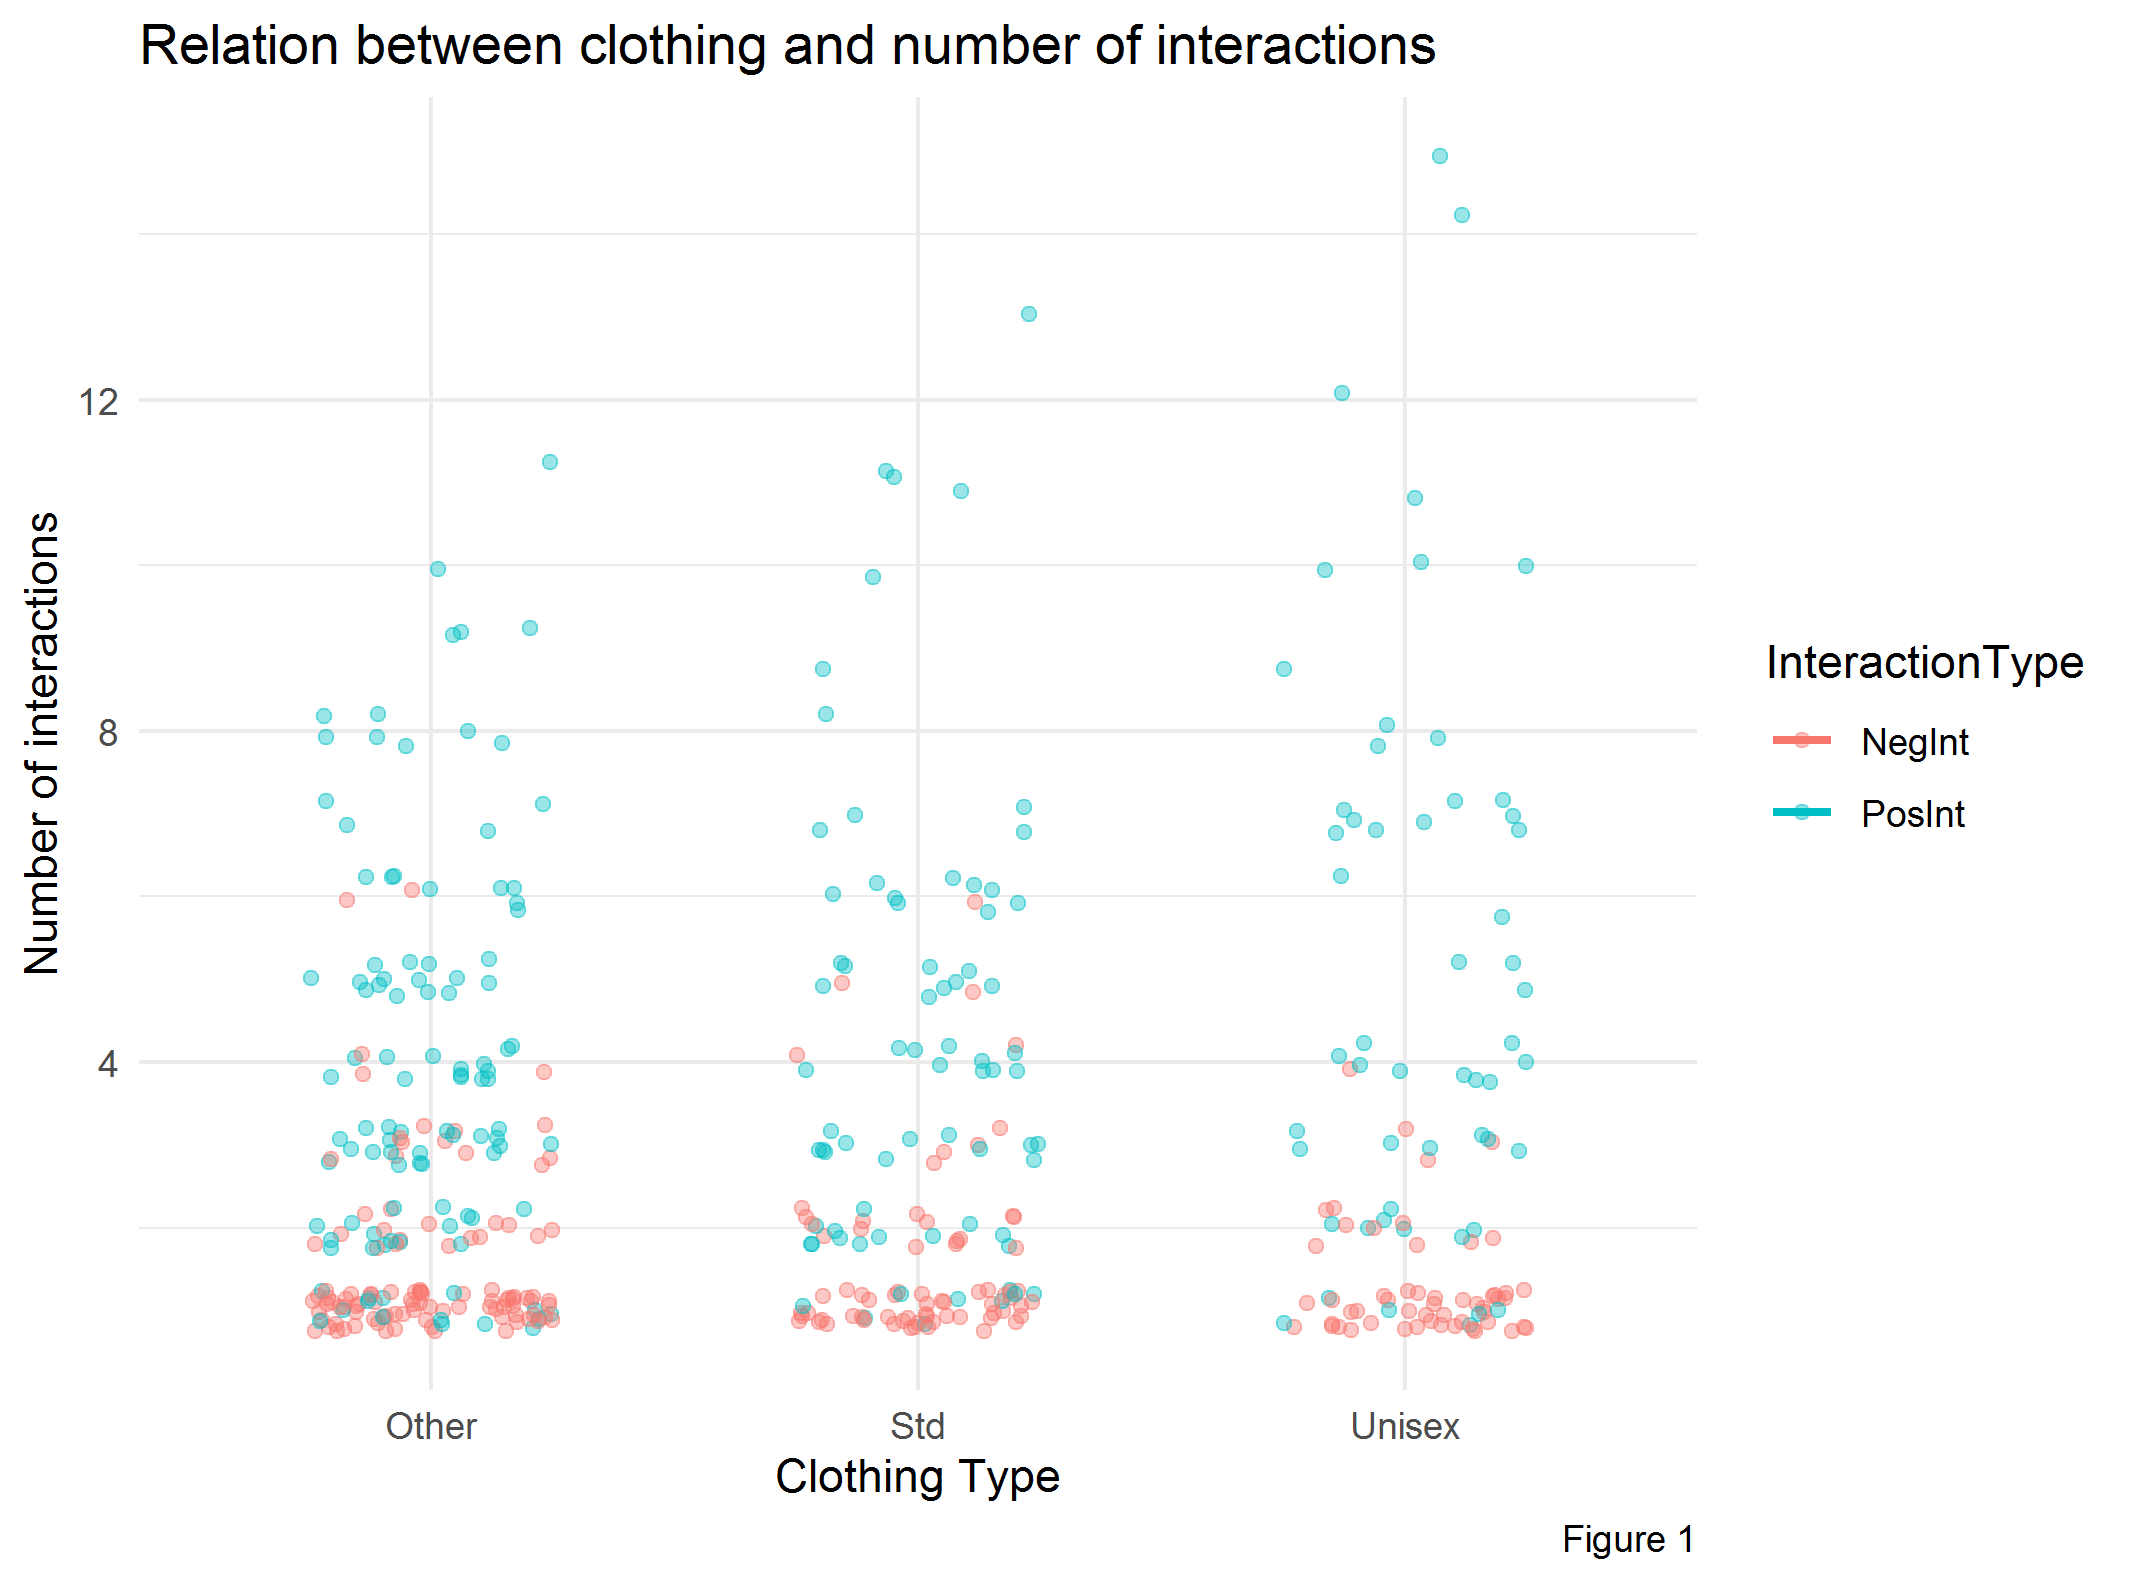 Relation between clothing and number of interactions
Number of interactions
12
8
4
Other
Std
Unisex
Clothing Type
InteractionType
NegInt
PosInt
Figure 1